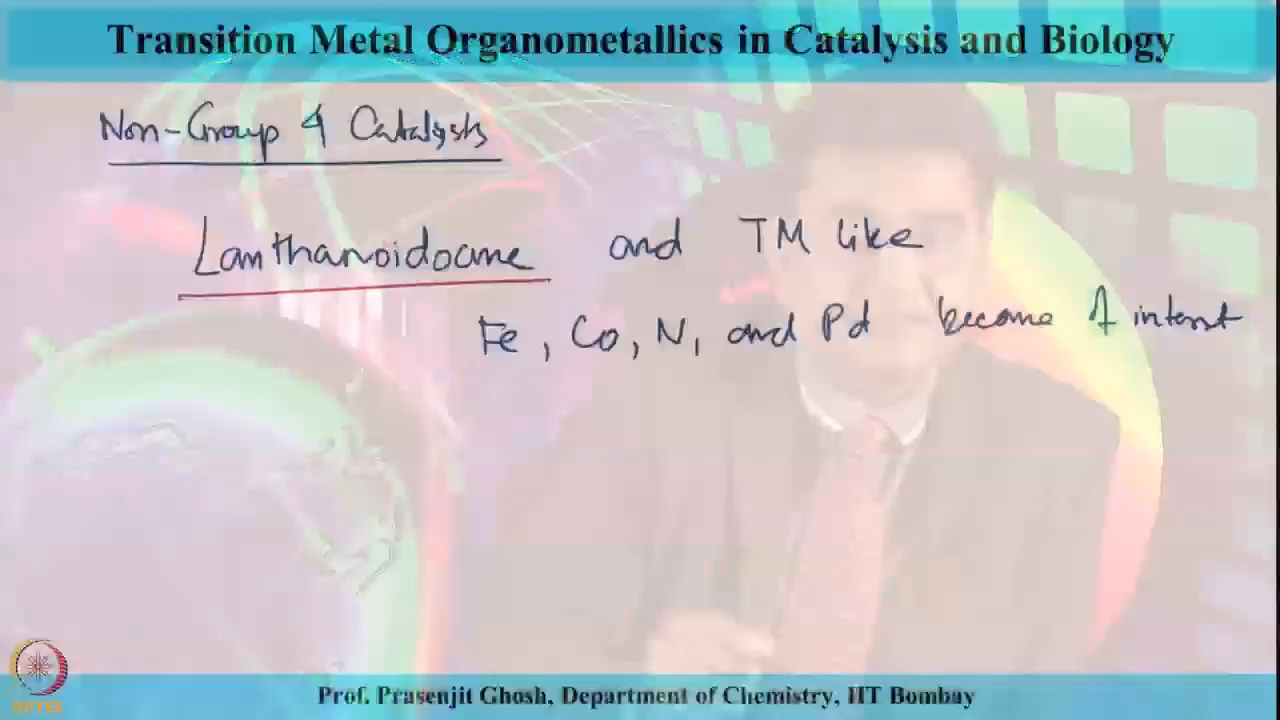 Transition Metal Organometallics in Catalysis and Biology
Non-Group 4 Catalysts
Lanthanoidocene and TM like
Fe, Co, Ni, and Pd become of interest
Prof. Prasenjit Ghosh, Department of Chemistry, IIT Bombay
NPTEL